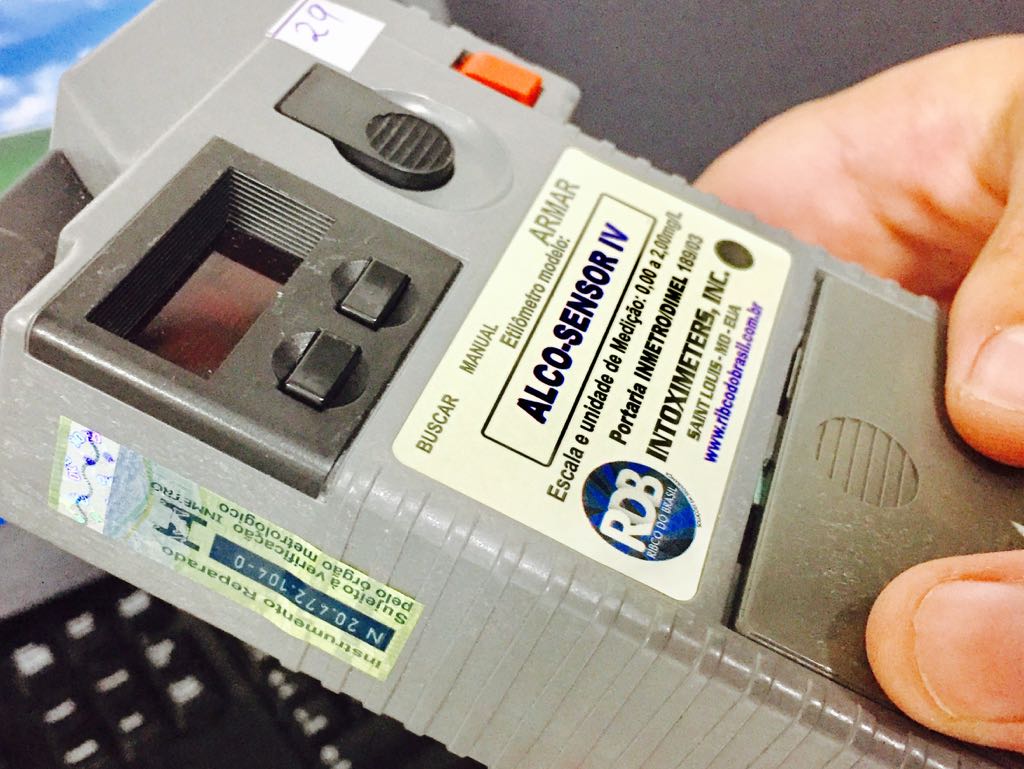 29
ARMAR
MANUAL
BUSCAR
Etilômetro modelo:
ALCO-SENSOR IV
Escala e unidade de Medição: 0,00 a 2,00mg/L
Portaria INMETRO/DIMEL 189/03
INTOXIMETERS, INC.
SAINT LOUIS - MO - EUA
www.ribcodobrasil.com.br
RDB
RIBCO DO BRASIL
INMETRO
Instrumento Reparado
Sujeito à verificação
pelo órgão metrológico
N 20.472.104-0